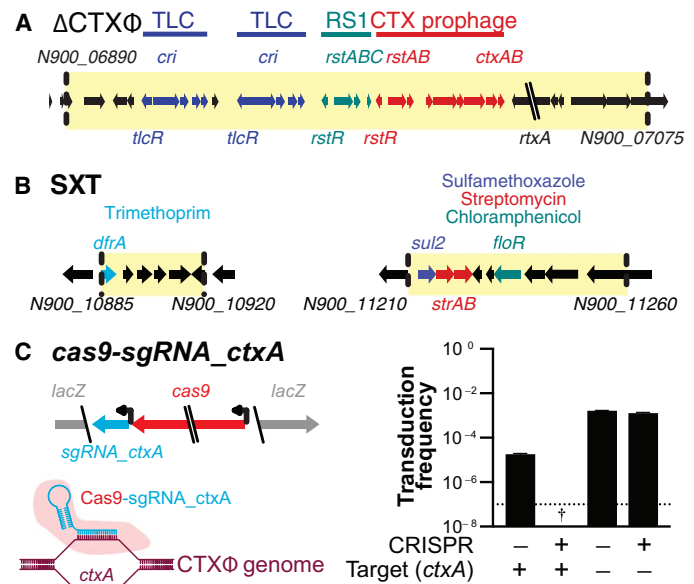 A ΔCTXΦ TLC TLC RS1 CTX prophage
N900_06890 cri cri rstABC rstAB ctxAB
tlcR tlcR rstR rstR rtxA N900_07075
B SXT
Trimethoprim
Sulfamethoxazole
Streptomycin
Chloramphenicol
dfrA sul2 floR
N900_10885 N900_10920 N900_11210 strAB N900_11260
C cas9-sgRNA_ctxA
lacZ cas9 lacZ
sgRNA_ctxA
Cas9-sgRNA_ctxA
ctxA CTXΦ genome
Transduction
frequency
10⁰
10⁻²
10⁻⁴
10⁻⁶
10⁻⁸
†
CRISPR – + – +
Target (ctxA) + + – –